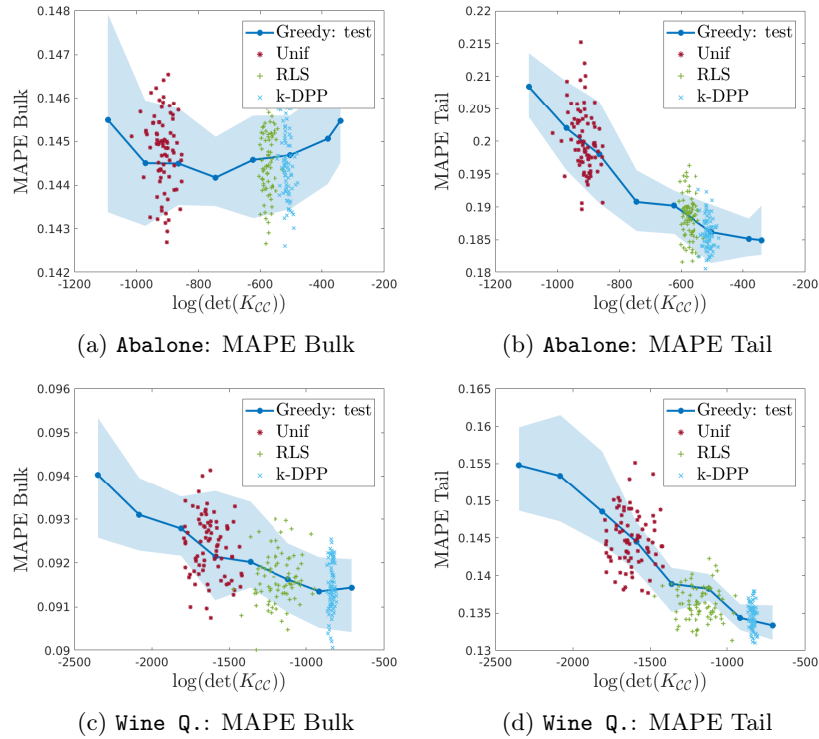 0.148
0.147
0.146
0.145
0.144
0.143
0.142
MAPE Bulk
Greedy: test
Unif
RLS
k-DPP
-1200 -1000 -800 -600 -400 -200
log(det(K_CC))
(a) Abalone: MAPE Bulk
0.22
0.215
0.21
0.205
0.2
0.195
0.19
0.185
0.18
MAPE Tail
Greedy: test
Unif
RLS
k-DPP
-1200 -1000 -800 -600 -400 -200
log(det(K_CC))
(b) Abalone: MAPE Tail
0.096
0.095
0.094
0.093
0.092
0.091
0.09
MAPE Bulk
Greedy: test
Unif
RLS
k-DPP
-2500 -2000 -1500 -1000 -500
log(det(K_CC))
(c) Wine Q.: MAPE Bulk
0.165
0.16
0.155
0.15
0.145
0.14
0.135
0.13
MAPE Tail
Greedy: test
Unif
RLS
k-DPP
-2500 -2000 -1500 -1000 -500
log(det(K_CC))
(d) Wine Q.: MAPE Tail